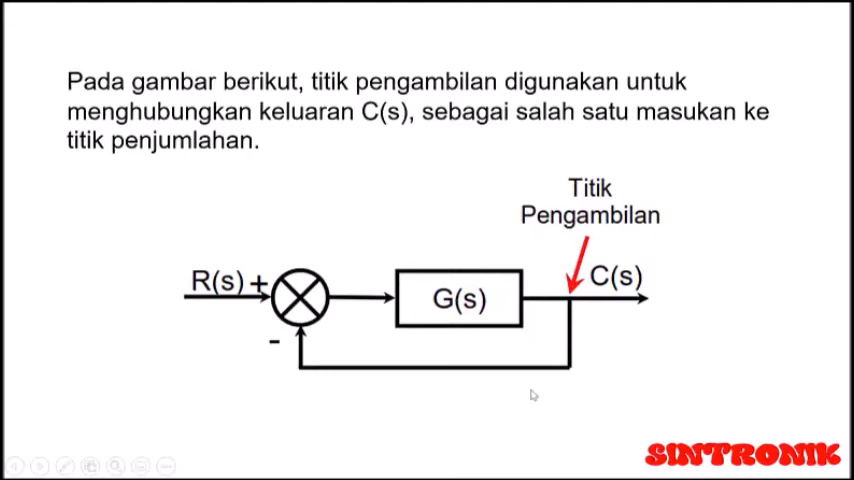 Pada gambar berikut, titik pengambilan digunakan untuk
menghubungkan keluaran C(s), sebagai salah satu masukan ke
titik penjumlahan.
Titik
Pengambilan
R(s) +
G(s)
C(s)
-
SINTRONIK